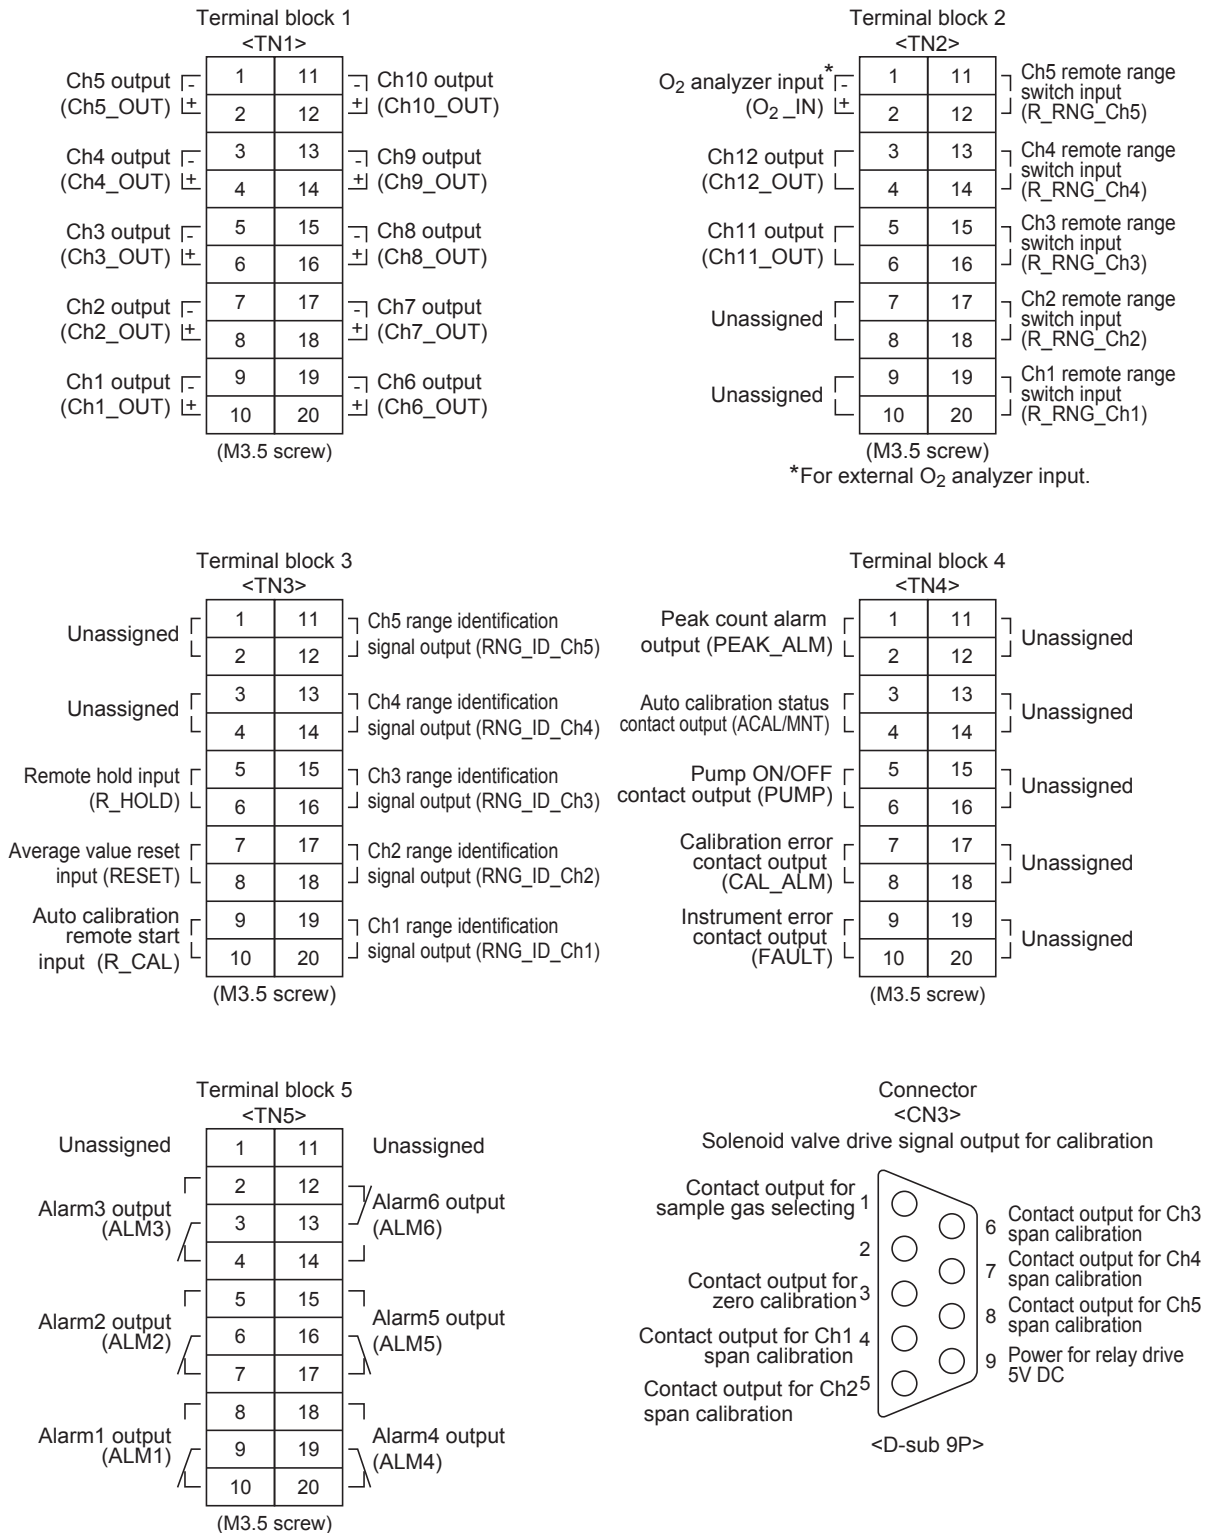 Terminal block 1
<TN1>
Ch5 output - 1 11 - Ch10 output
(Ch5_OUT) + 2 12 + (Ch10_OUT)
Ch4 output - 3 13 - Ch9 output
(Ch4_OUT) + 4 14 + (Ch9_OUT)
Ch3 output - 5 15 - Ch8 output
(Ch3_OUT) + 6 16 + (Ch8_OUT)
Ch2 output - 7 17 - Ch7 output
(Ch2_OUT) + 8 18 + (Ch7_OUT)
Ch1 output - 9 19 - Ch6 output
(Ch1_OUT) + 10 20 + (Ch6_OUT)
(M3.5 screw)
Terminal block 2
<TN2>
O2 analyzer input* - 1 11 Ch5 remote range
switch input
(O2_IN) + 2 12 (R_RNG_Ch5)
Ch12 output 3 13 Ch4 remote range
switch input
(Ch12_OUT) 4 14 (R_RNG_Ch4)
Ch11 output 5 15 Ch3 remote range
switch input
(Ch11_OUT) 6 16 (R_RNG_Ch3)
7 17 Ch2 remote range
Unassigned switch input
8 18 (R_RNG_Ch2)
9 19 Ch1 remote range
Unassigned switch input
10 20 (R_RNG_Ch1)
(M3.5 screw)
*For external O2 analyzer input.
Terminal block 3
<TN3>
1 11 Ch5 range identification
Unassigned
2 12 signal output (RNG_ID_Ch5)
3 13 Ch4 range identification
Unassigned
4 14 signal output (RNG_ID_Ch4)
Remote hold input 5 15 Ch3 range identification
(R_HOLD) 6 16 signal output (RNG_ID_Ch3)
Average value reset 7 17 Ch2 range identification
input (RESET) 8 18 signal output (RNG_ID_Ch2)
Auto calibration 9 19 Ch1 range identification
remote start
input (R_CAL) 10 20 signal output (RNG_ID_Ch1)
(M3.5 screw)
Terminal block 4
<TN4>
Peak count alarm 1 11
Unassigned
output (PEAK_ALM) 2 12
Auto calibration status 3 13
Unassigned
contact output (ACAL/MNT) 4 14
Pump ON/OFF 5 15
Unassigned
contact output (PUMP) 6 16
Calibration error 7 17
contact output Unassigned
(CAL_ALM) 8 18
Instrument error 9 19
contact output Unassigned
(FAULT) 10 20
(M3.5 screw)
Terminal block 5
<TN5>
Unassigned 1 11 Unassigned
2 12
Alarm3 output Alarm6 output
(ALM3) 3 13 (ALM6)
4 14
5 15
Alarm2 output Alarm5 output
(ALM2) 6 16 (ALM5)
7 17
8 18
Alarm1 output Alarm4 output
(ALM1) 9 19 (ALM4)
10 20
(M3.5 screw)
Connector
<CN3>
Solenoid valve drive signal output for calibration
Contact output for
sample gas selecting 1
2
Contact output for
zero calibration 3
Contact output for Ch1 4
span calibration
Contact output for Ch2 5
span calibration
6 Contact output for Ch3
span calibration
7 Contact output for Ch4
span calibration
8 Contact output for Ch5
span calibration
9 Power for relay drive
5V DC
<D-sub 9P>